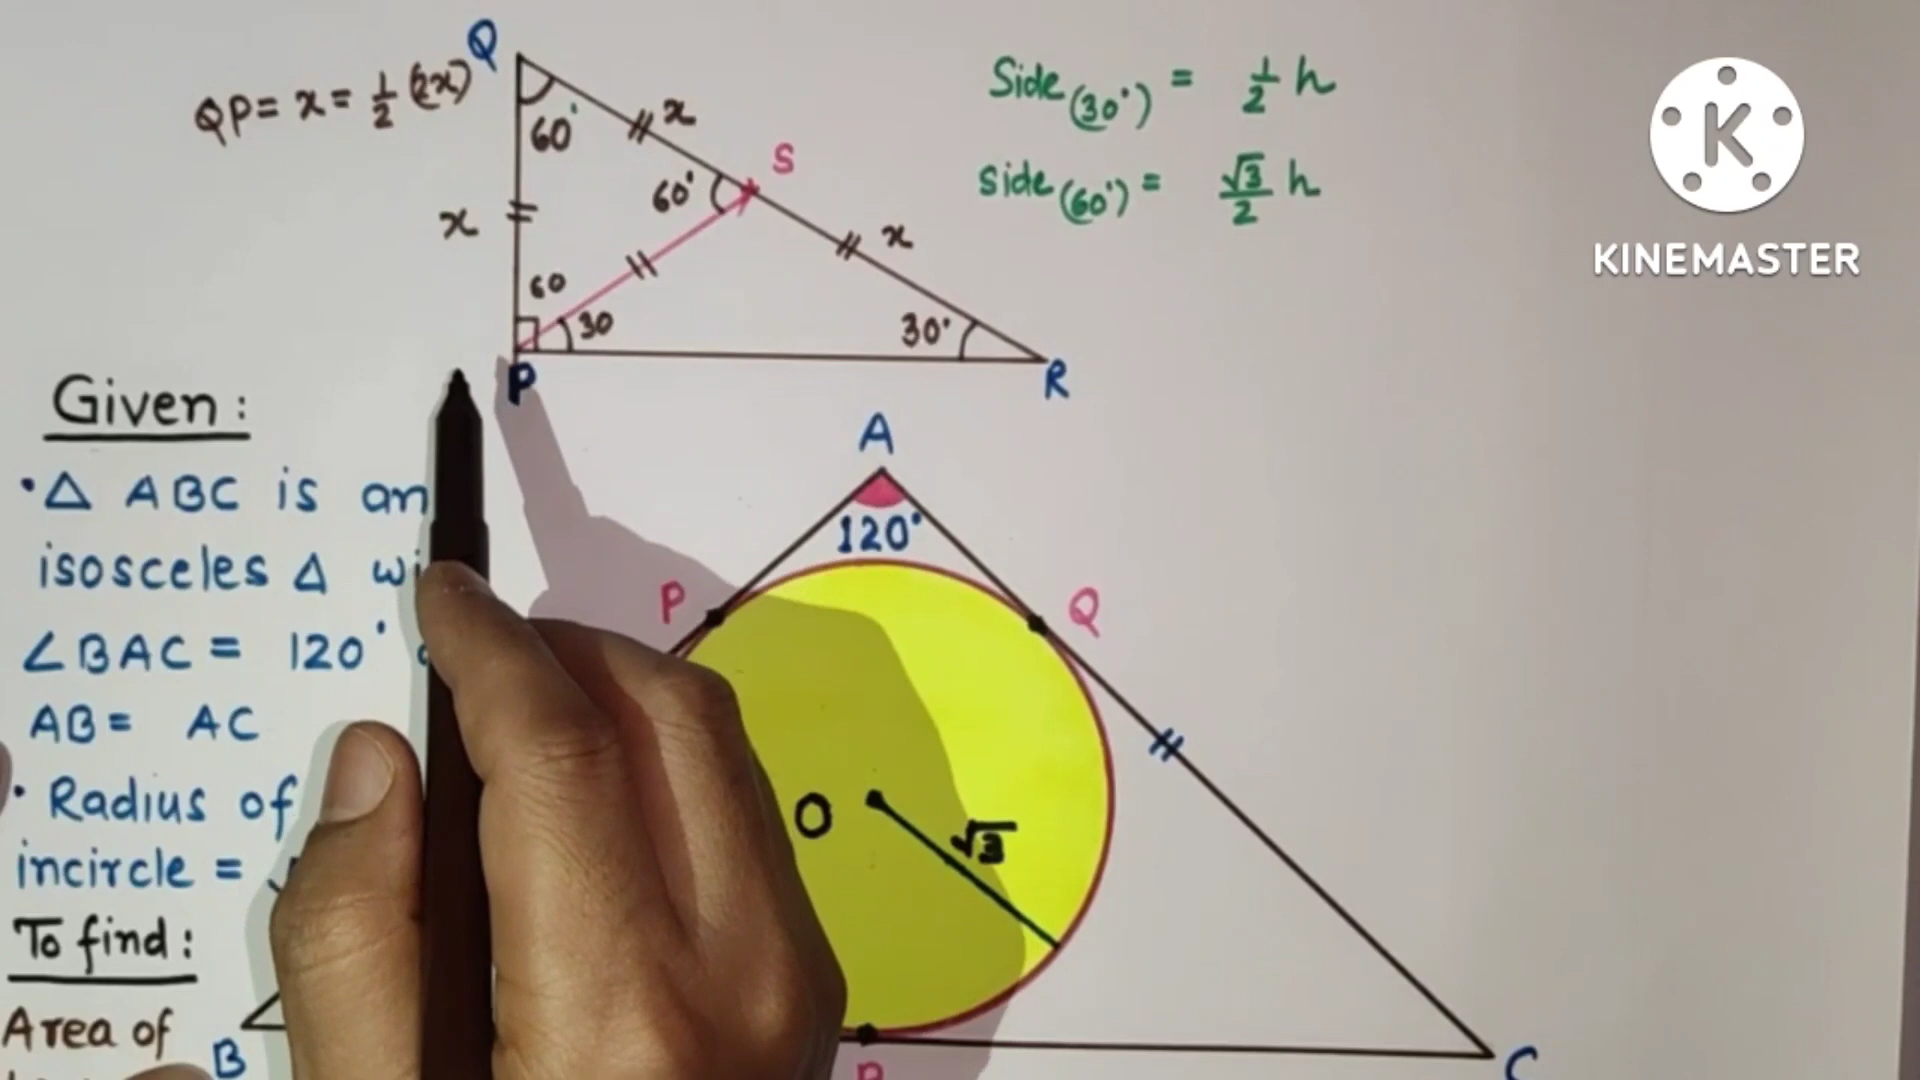 Q
QP = x = 1/2 (2x)
60°
x
S
60°
x
x
60
30
30°
P
R
Side(30°) = 1/2 h
side(60°) = √3/2 h
K
KINEMASTER
Given :
• △ ABC is an
isosceles △
∠BAC = 120°
AB = AC
• Radius of
incircle =
To find :
Area of
A
120°
P
Q
O
√3
B
C